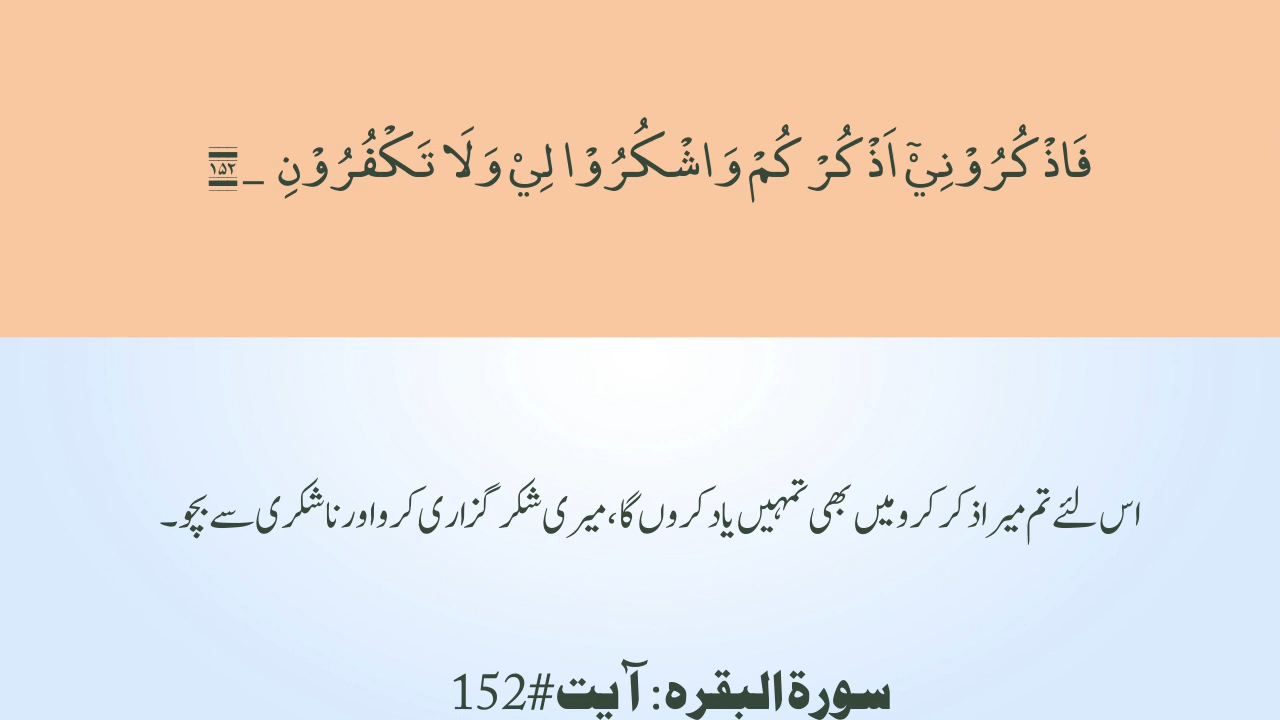 فَاذْكُرُوْنِيْٓ اَذْكُرْ كُمْ وَاشْكُرُوْا لِيْ وَلَا تَكْفُرُوْنِ ـ ١٥٢
اس لئے تم میرا ذکر کرو میں بھی تمہیں یاد کروں گا، میری شکر گزاری کرو اور ناشکری سے بچو۔
سورۃ البقرہ: آیت#152